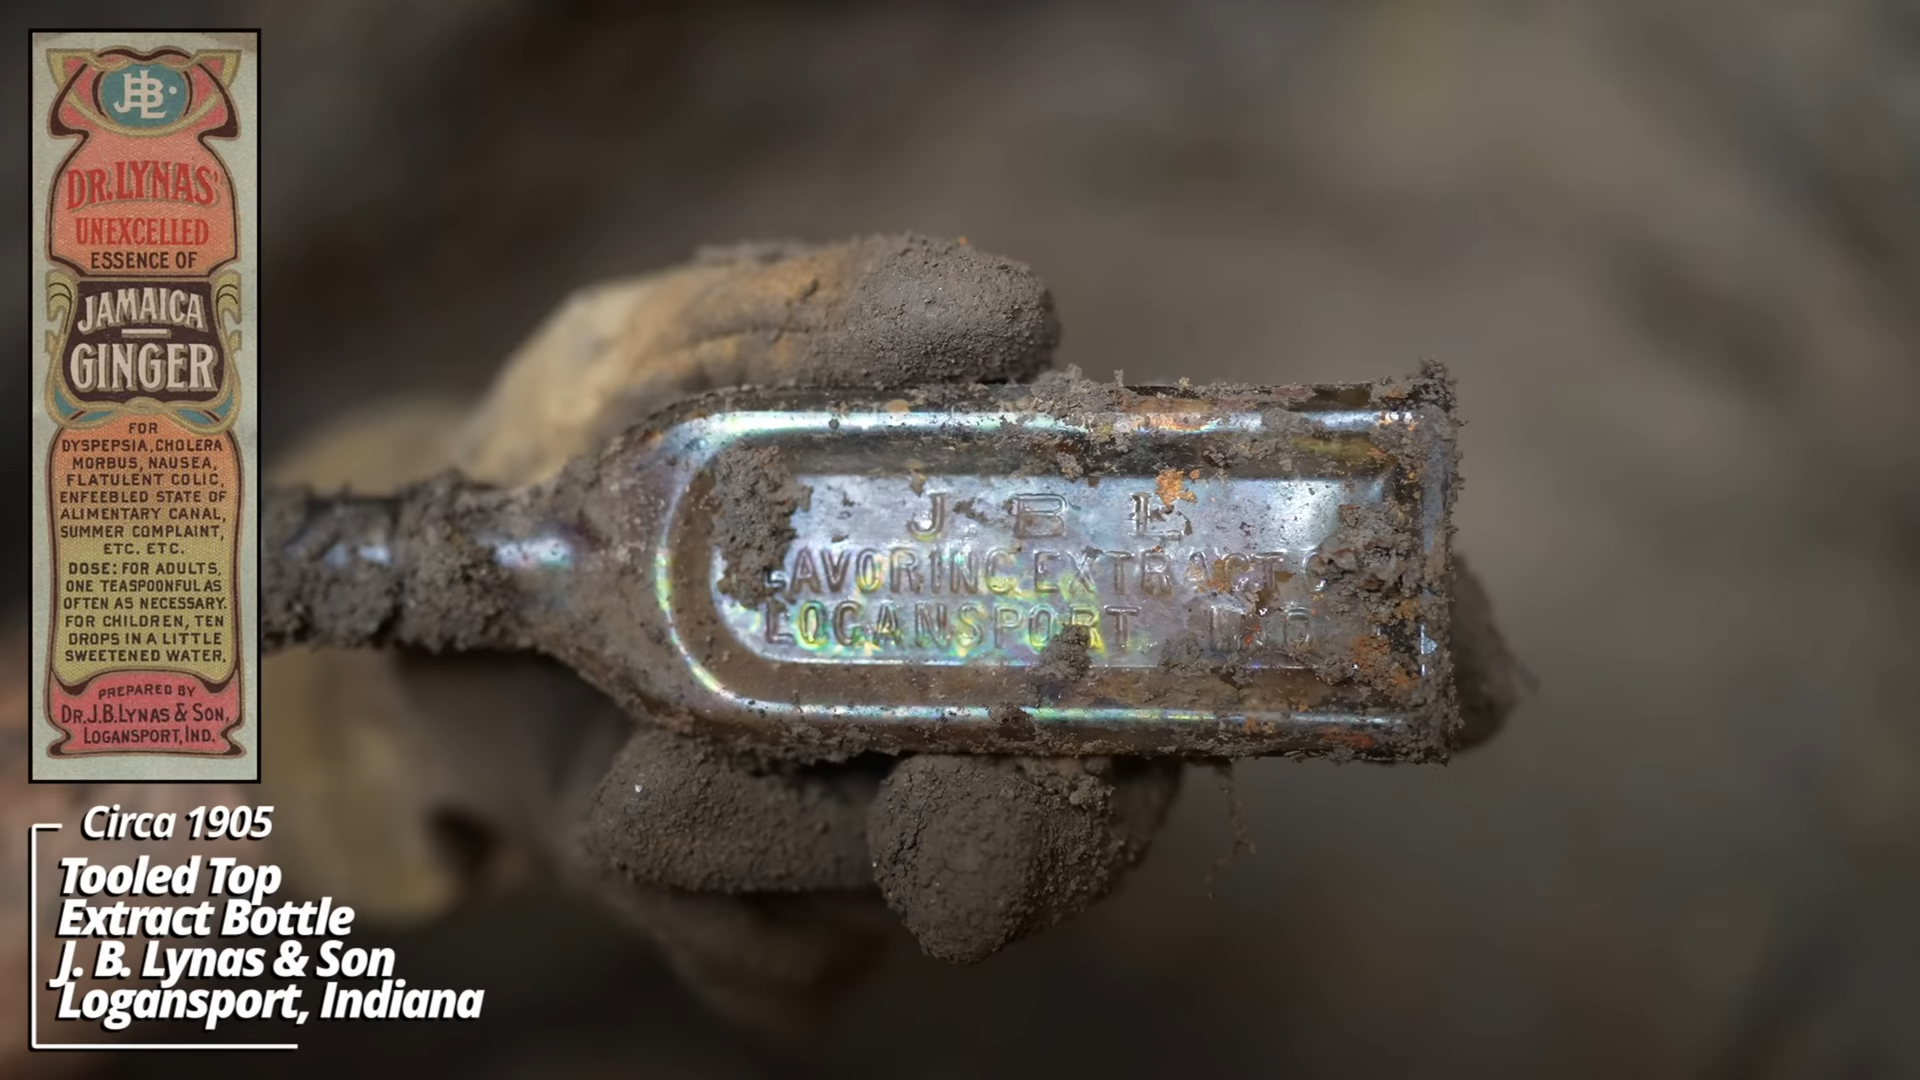 JBL
DR. LYNAS'
UNEXCELLED
ESSENCE OF
JAMAICA
GINGER
FOR
DYSPEPSIA, CHOLERA
MORBUS, NAUSEA,
FLATULENT COLIC,
ENFEEBLED STATE OF
ALIMENTARY CANAL,
SUMMER COMPLAINT,
ETC. ETC.
DOSE: FOR ADULTS,
ONE TEASPOONFUL AS
OFTEN AS NECESSARY.
FOR CHILDREN, TEN
DROPS IN A LITTLE
SWEETENED WATER.
PREPARED BY
DR. J. B. LYNAS & SON,
LOGANSPORT, IND.
Circa 1905
Tooled Top
Extract Bottle
J. B. Lynas & Son
Logansport, Indiana
J B L
LAVORING EXTRACT
LOGANSPORT IND